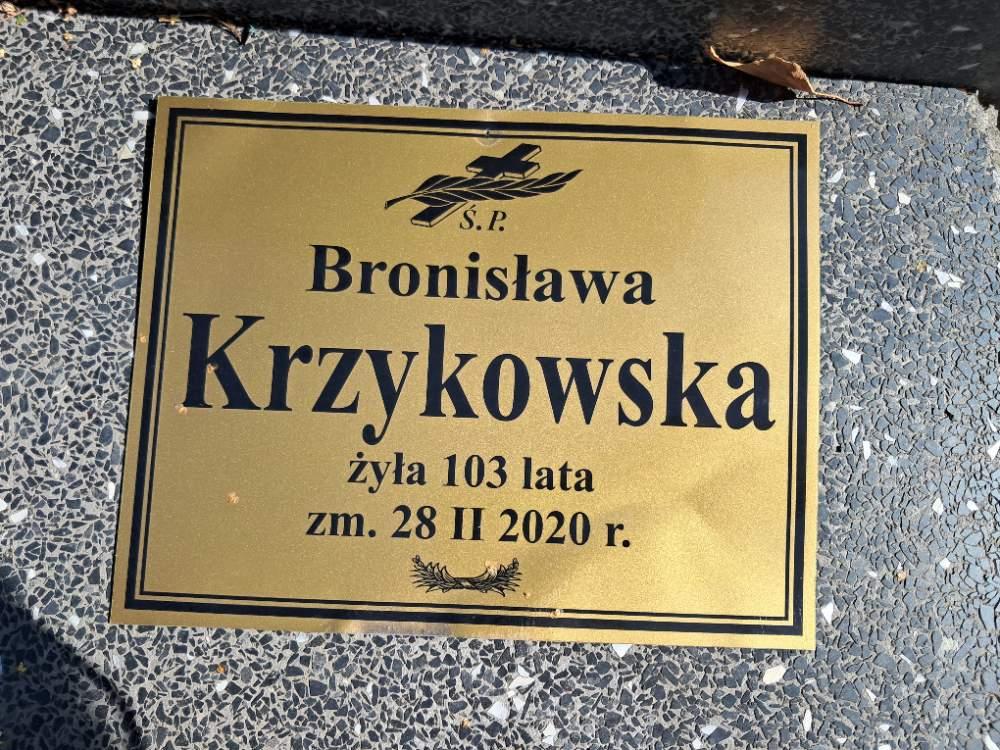 Ś.P.
Bronisława
Krzykowska
żyła 103 lata
zm. 28 II 2020 r.